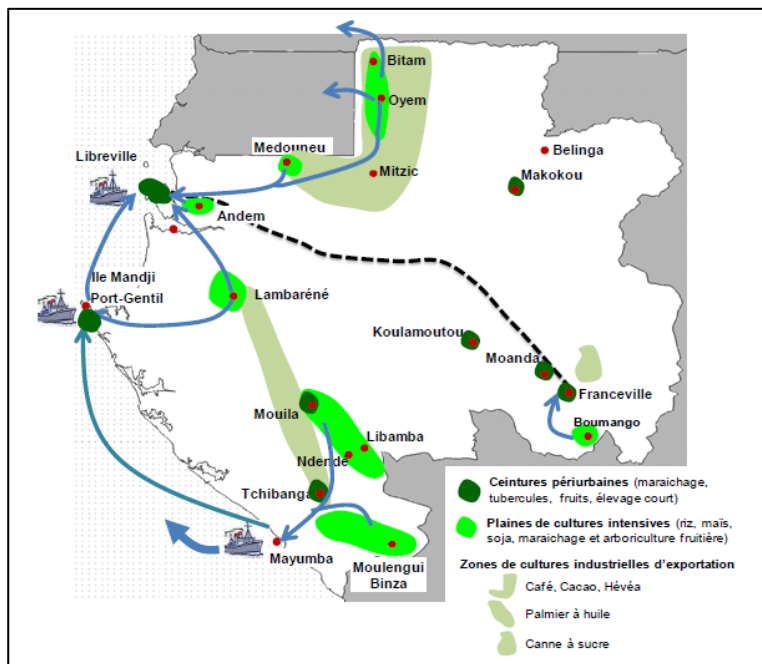 Bitam
Oyem
Medouneu
Belinga
Libreville
Mitzic
Makokou
Andem
Ile Mandji
Port-Gentil
Lambaréné
Koulamoutou
Moanda
Franceville
Mouila
Boumango
Libamba
Ndende
Tchibanga
Mayumba
Moulengui
Binza
Ceintures périurbaines (maraichage,
tubercules, fruits, élevage court)
Plaines de cultures intensives (riz, maïs,
soja, maraichage et arboriculture fruitière)
Zones de cultures industrielles d'exportation
Café, Cacao, Hévéa
Palmier à huile
Canne à sucre